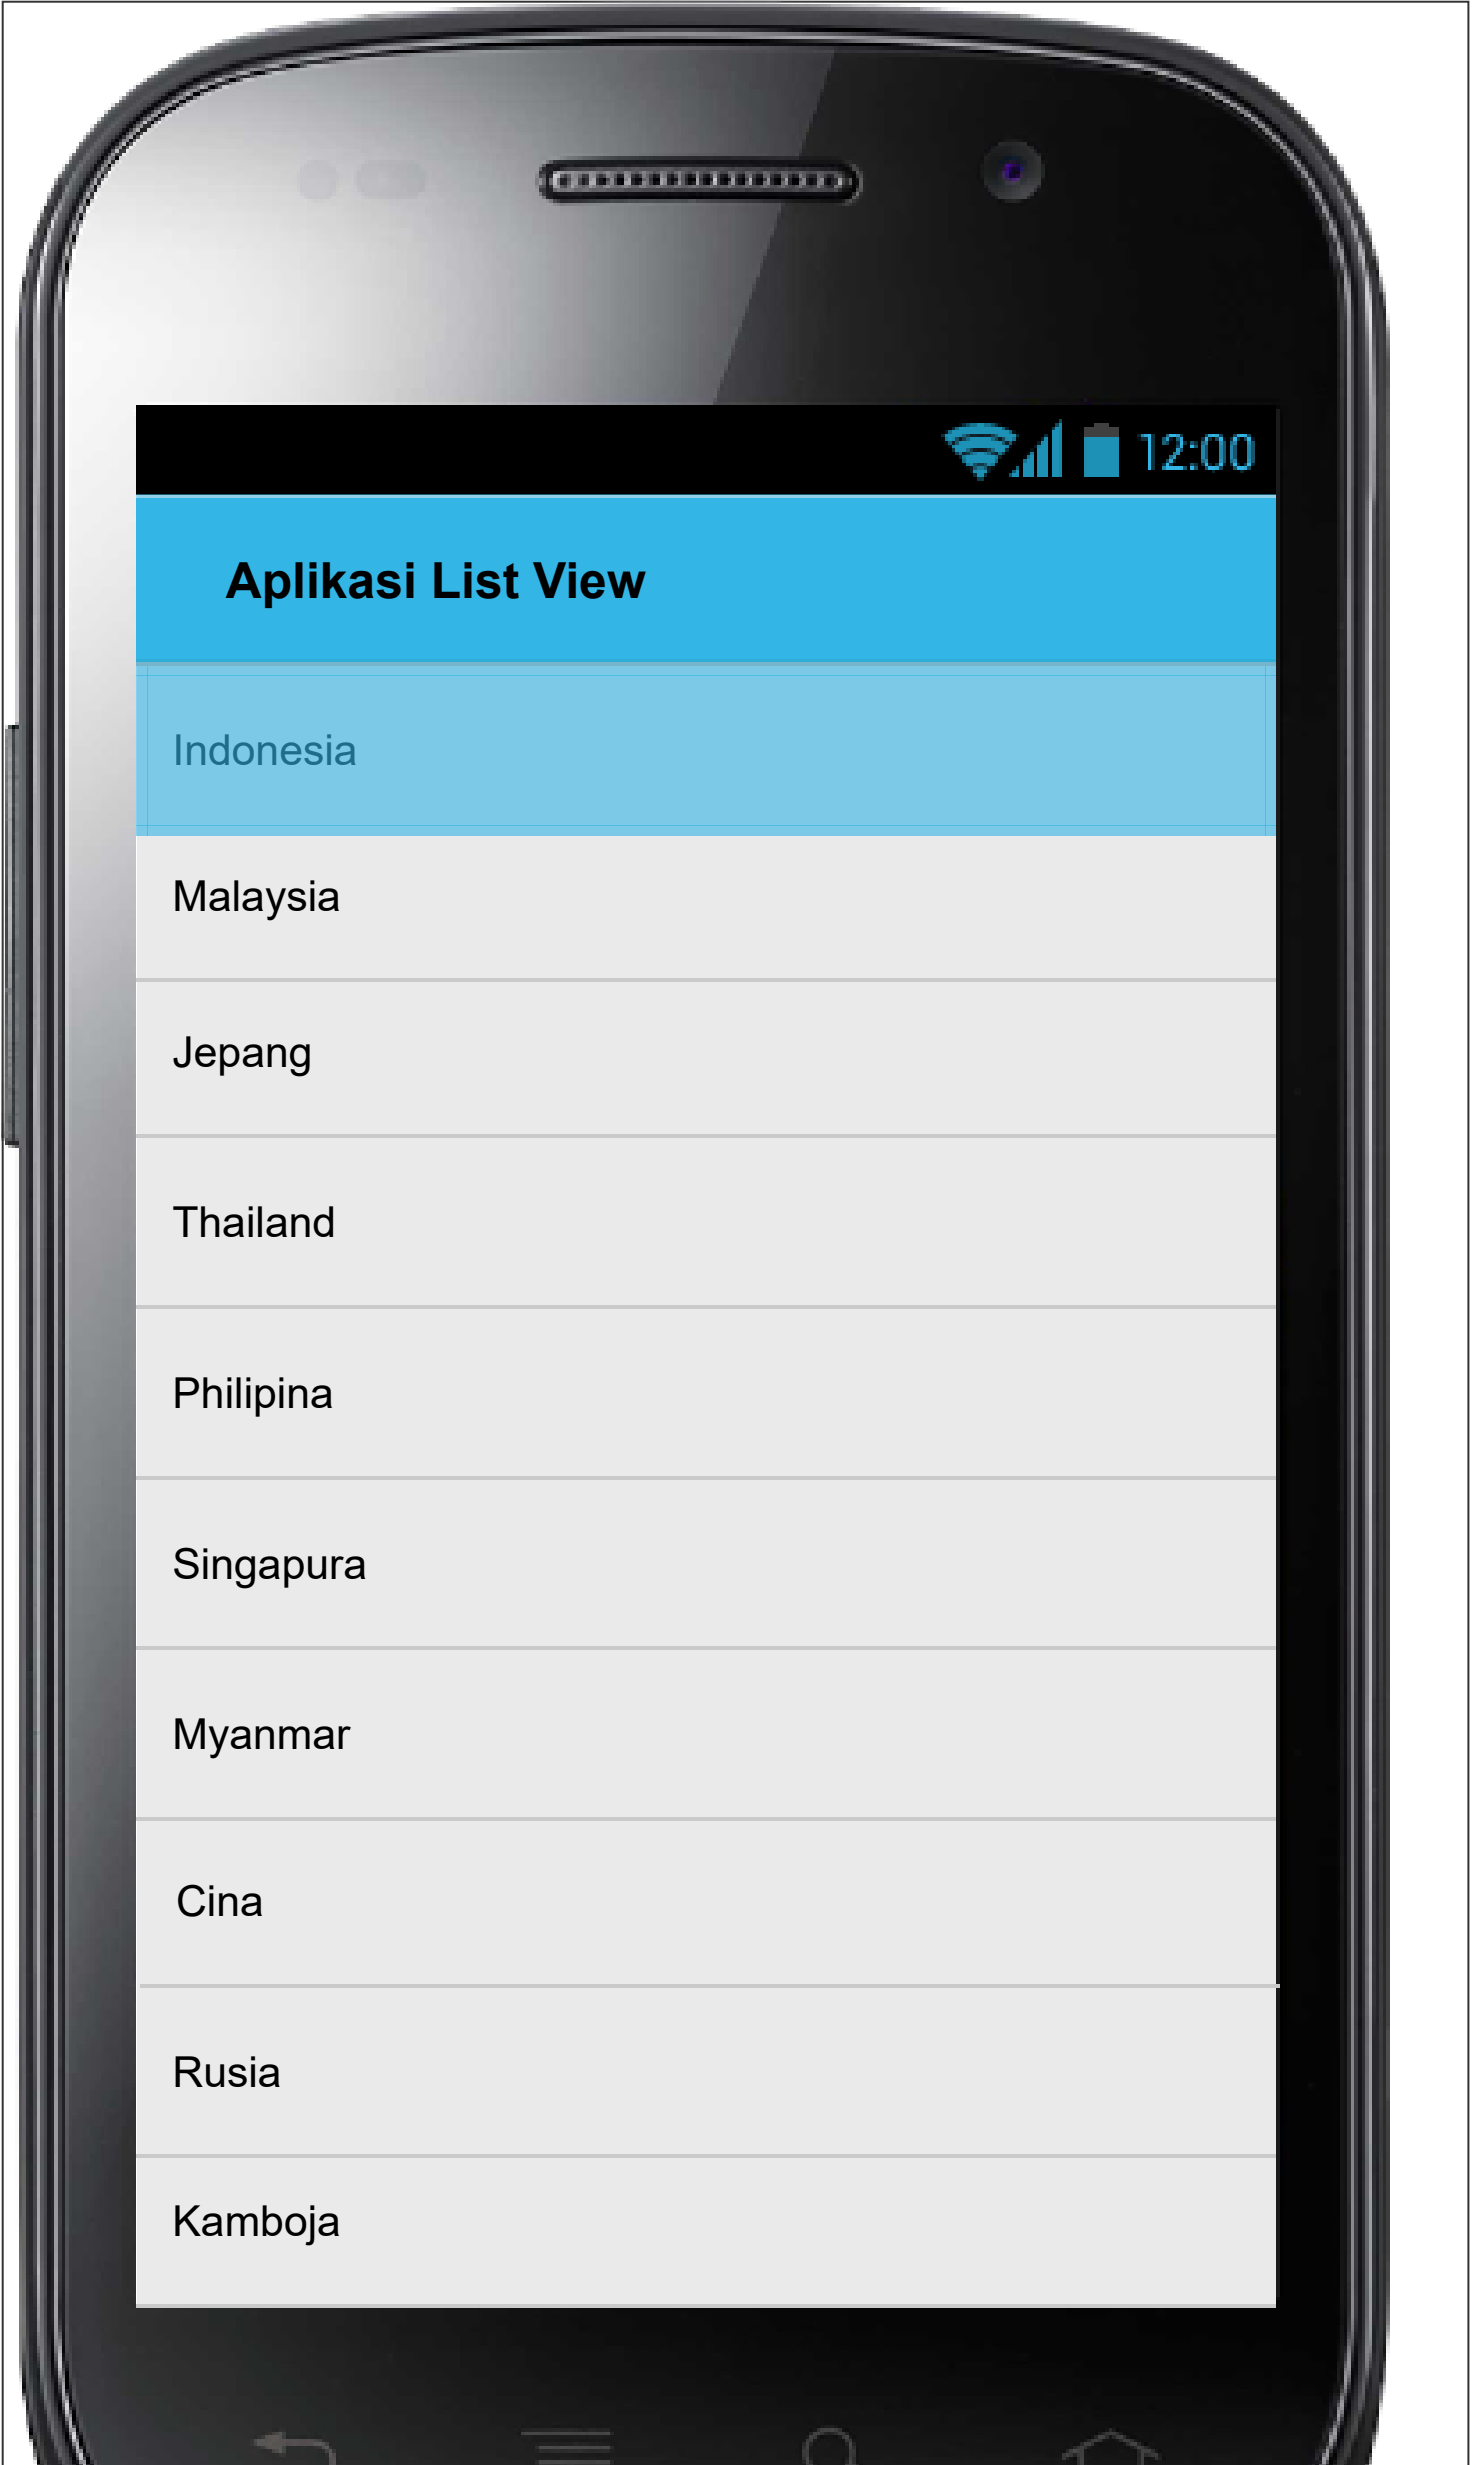 12:00
Aplikasi List View
Indonesia
Malaysia
Jepang
Thailand
Philipina
Singapura
Myanmar
Cina
Rusia
Kamboja